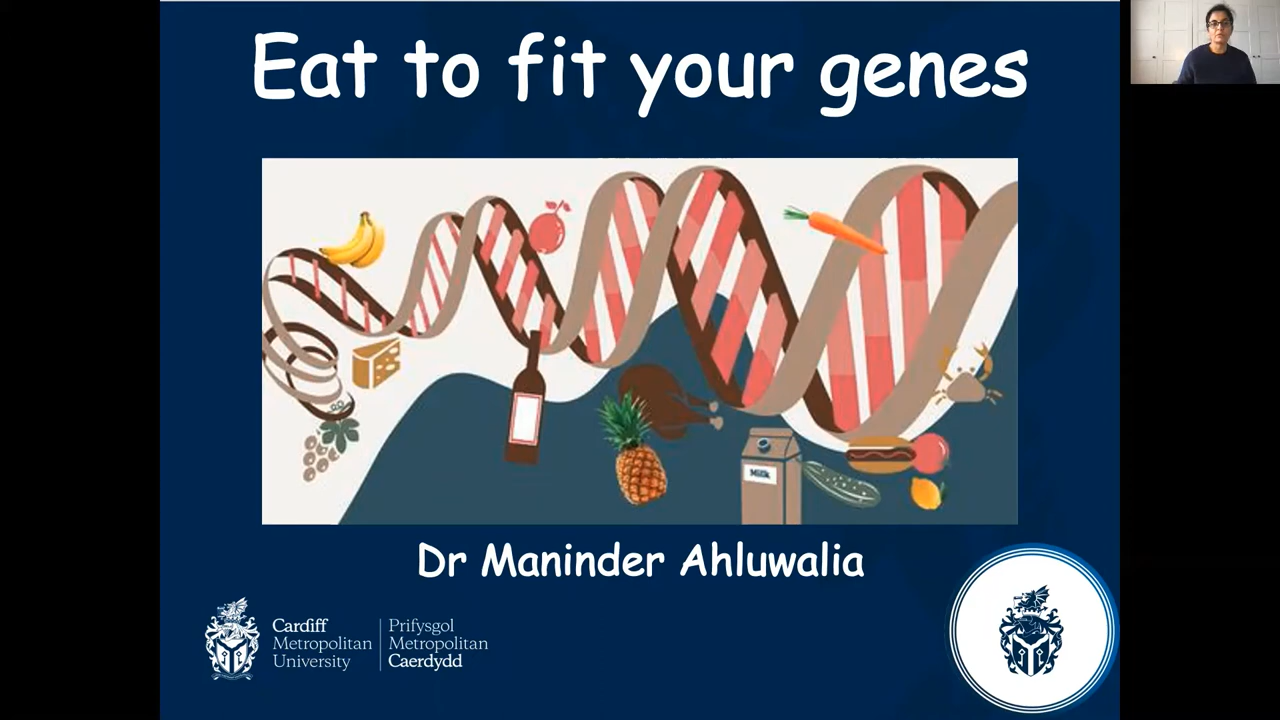 Eat to fit your genes
Milk
Dr Maninder Ahluwalia
Cardiff
Metropolitan
University
Prifysgol
Metropolitan
Caerdydd